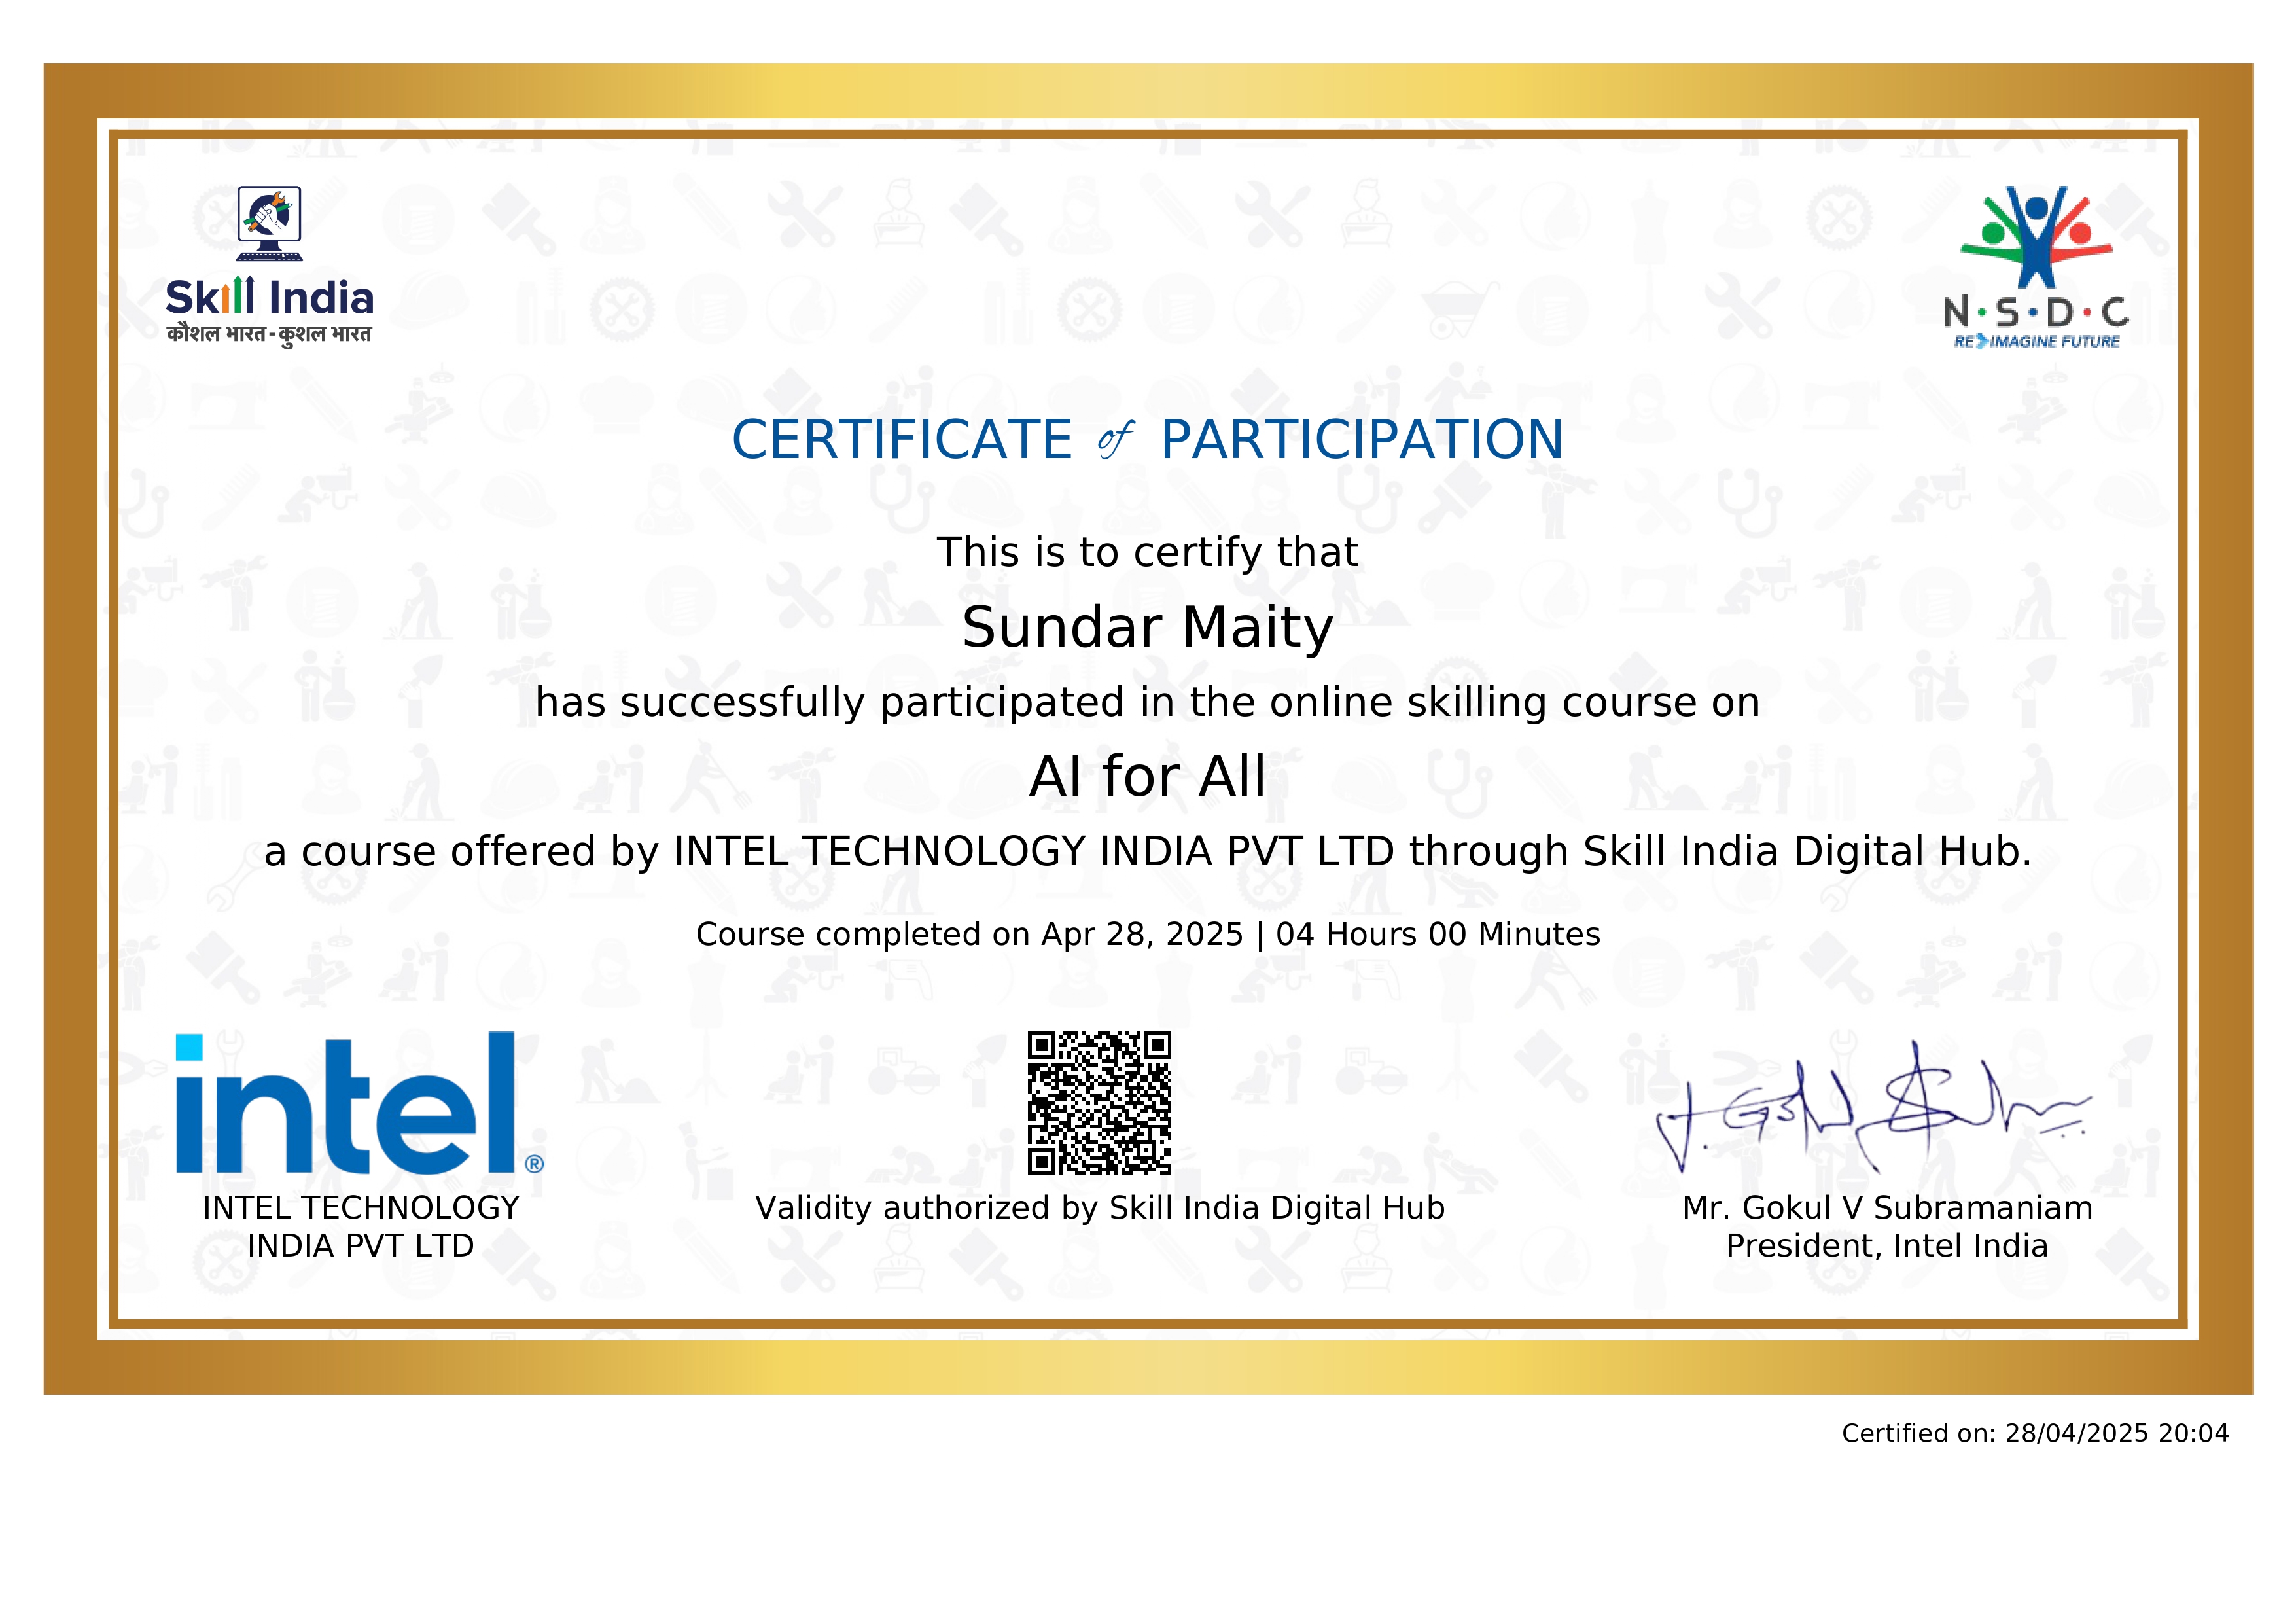 Skill India
कौशल भारत-कुशल भारत
N·S·D·C
RE IMAGINE FUTURE
CERTIFICATE of PARTICIPATION
This is to certify that
Sundar Maity
has successfully participated in the online skilling course on
AI for All
a course offered by INTEL TECHNOLOGY INDIA PVT LTD through Skill India Digital Hub.
Course completed on Apr 28, 2025 | 04 Hours 00 Minutes
intel®
INTEL TECHNOLOGY
INDIA PVT LTD
Validity authorized by Skill India Digital Hub
Mr. Gokul V Subramaniam
President, Intel India
Certified on: 28/04/2025 20:04